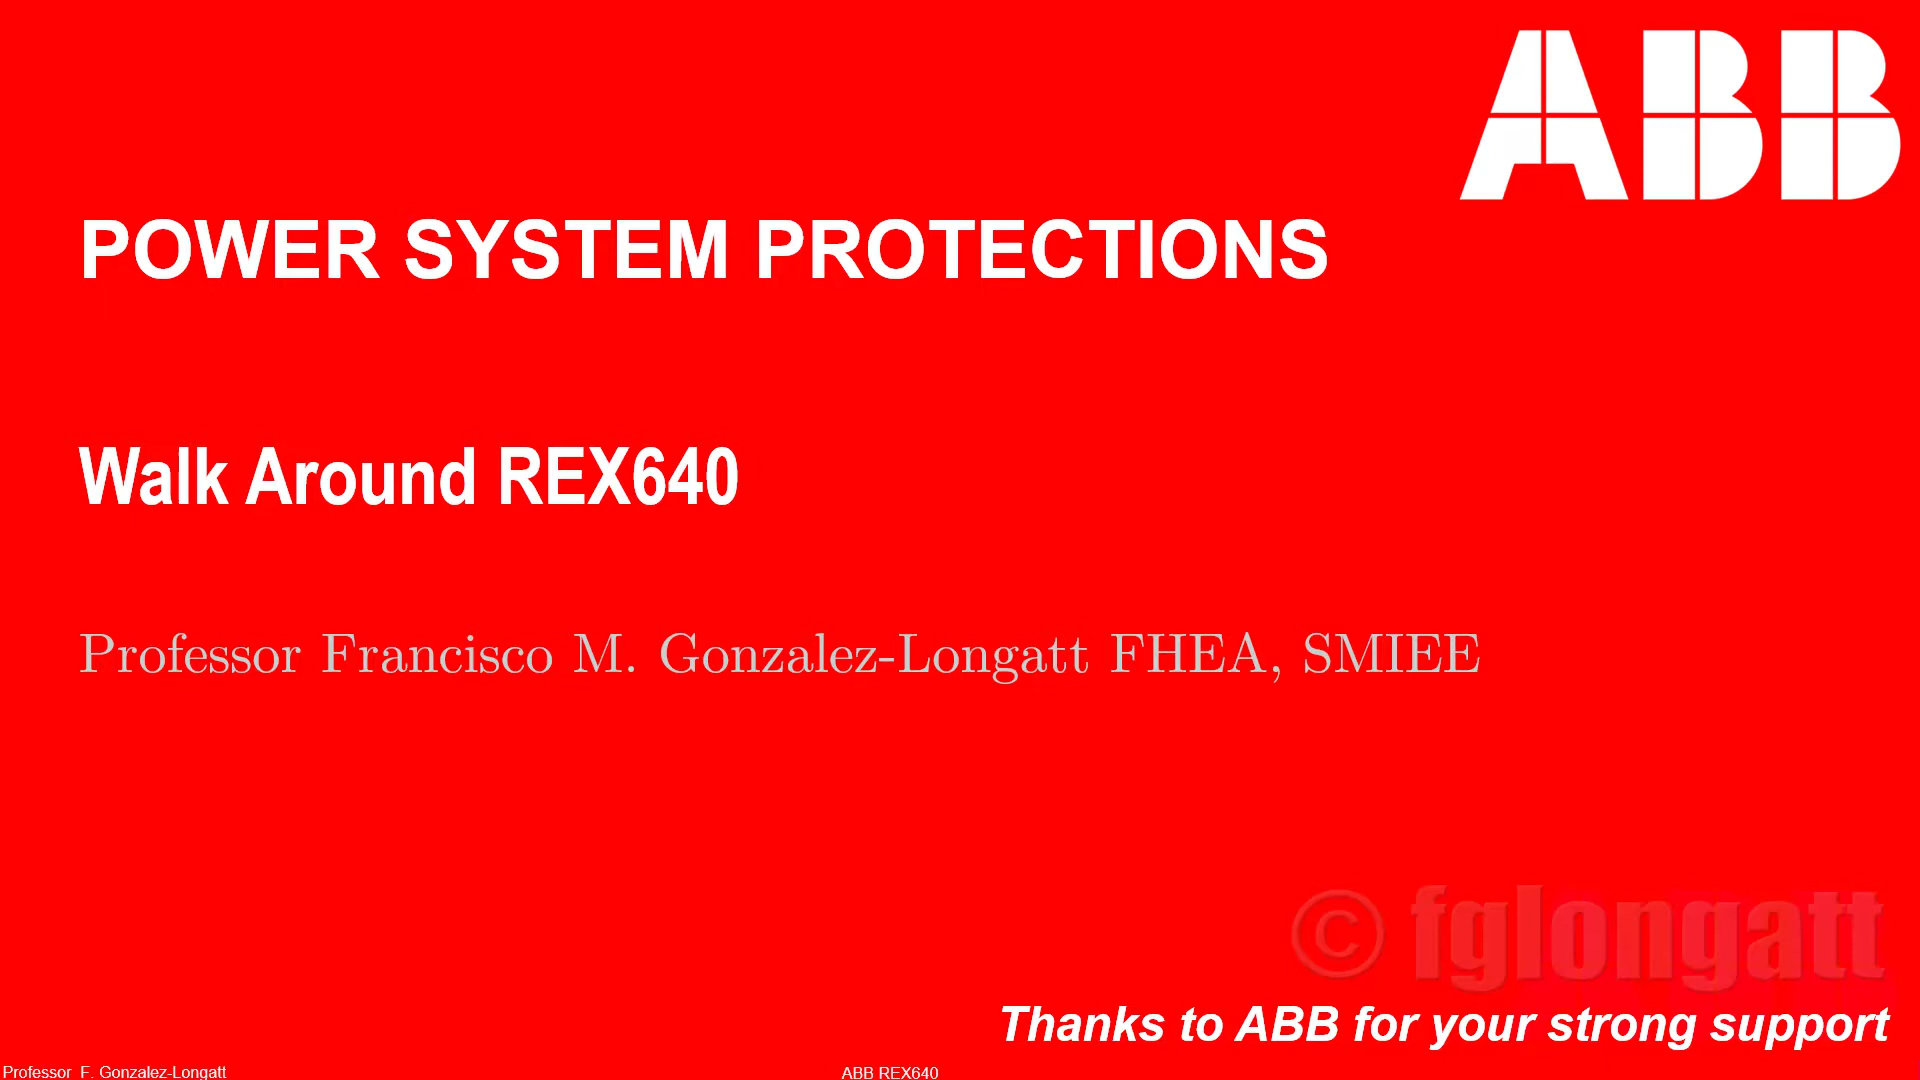 ABB
POWER SYSTEM PROTECTIONS
Walk Around REX640
Professor Francisco M. Gonzalez-Longatt FHEA, SMIEE
© fglongatt
Thanks to ABB for your strong support
Professor F. Gonzalez-Longatt
ABB REX640